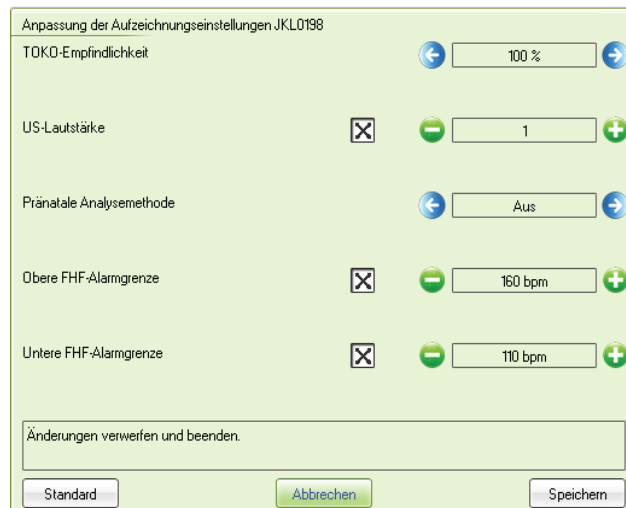 Anpassung der Aufzeichnungseinstellungen JKL0198
TOKO-Empfindlichkeit 100 %
US-Lautstärke 1
Pränatale Analysemethode Aus
Obere FHF-Alarmgrenze 160 bpm
Untere FHF-Alarmgrenze 110 bpm
Änderungen verwerfen und beenden.
Standard Abbrechen Speichern